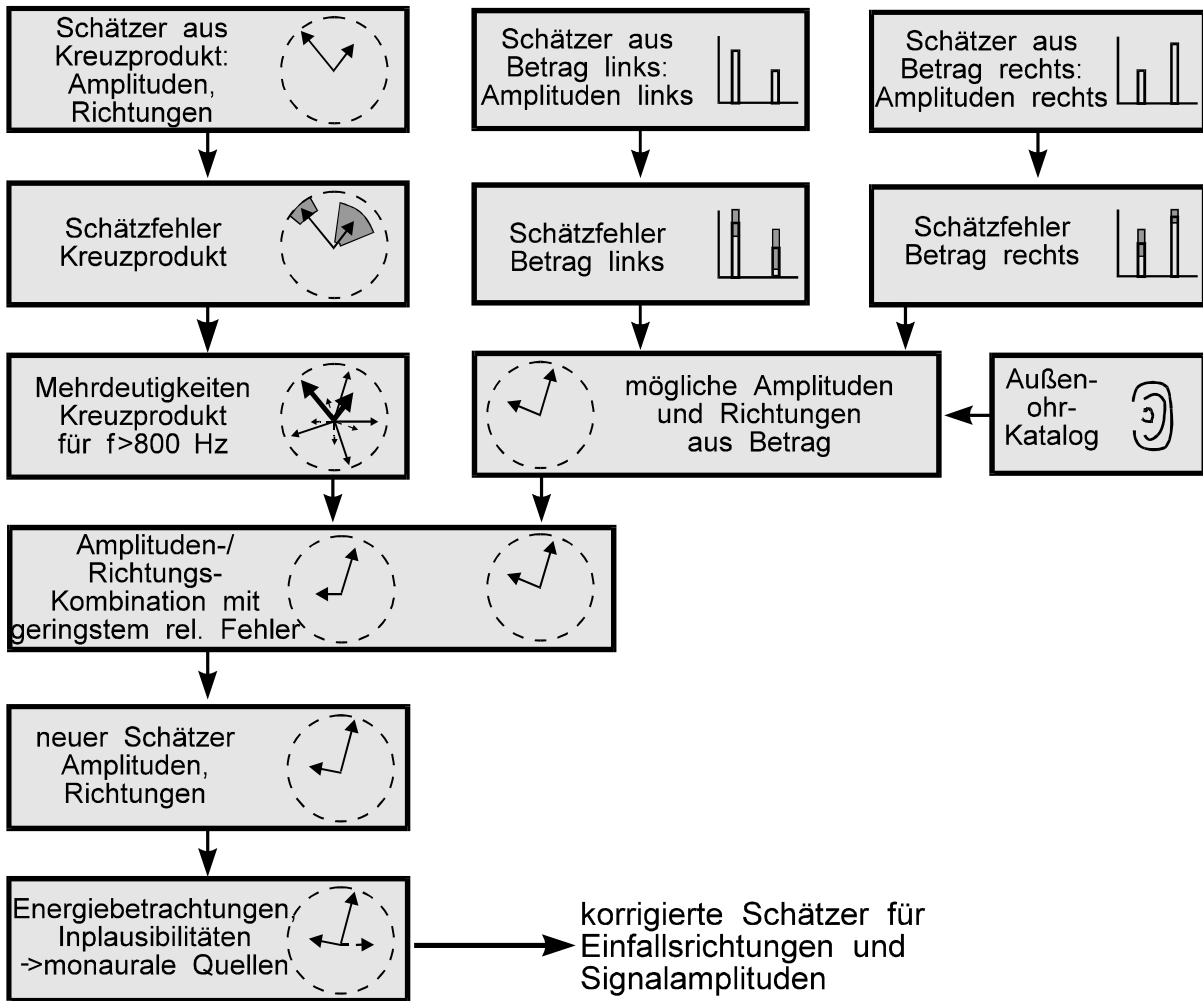 Schätzer aus
Kreuzprodukt:
Amplituden,
Richtungen
Schätzer aus
Betrag links:
Amplituden links
Schätzer aus
Betrag rechts:
Amplituden rechts
Schätzfehler
Kreuzprodukt
Schätzfehler
Betrag links
Schätzfehler
Betrag rechts
Mehrdeutigkeiten
Kreuzprodukt
für f>800 Hz
mögliche Amplituden
und Richtungen
aus Betrag
Außen-
ohr-
Katalog
Amplituden-/
Richtungs-
Kombination mit
geringstem rel. Fehler
neuer Schätzer
Amplituden,
Richtungen
Energiebetrachtungen,
Inplausibilitäten
->monaurale Quellen
korrigierte Schätzer für
Einfallsrichtungen und
Signalamplituden